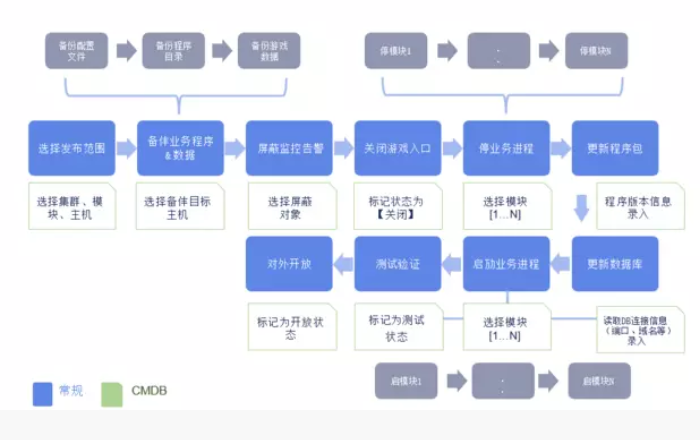 备份配置
文件
备份程序
目录
备份游戏
数据
停模块1
.
.
停模块N
选择发布范围
备份业务程序
&数据
屏蔽监控告警
关闭游戏入口
停业务进程
更新程序包
选择集群、模
块、主机
选择备份目标
主机
选择屏蔽
对象
标记状态为
【关闭】
选择模块
[1...N]
程序版本信息
录入
对外开放
测试验证
启动业务进程
更新数据库
标记为开放状
态
标记为测试
状态
选择模块
[1...N]
读取DB连接信息
（端口、域名等）
录入
启模块1
.
.
启模块N
常规
CMDB